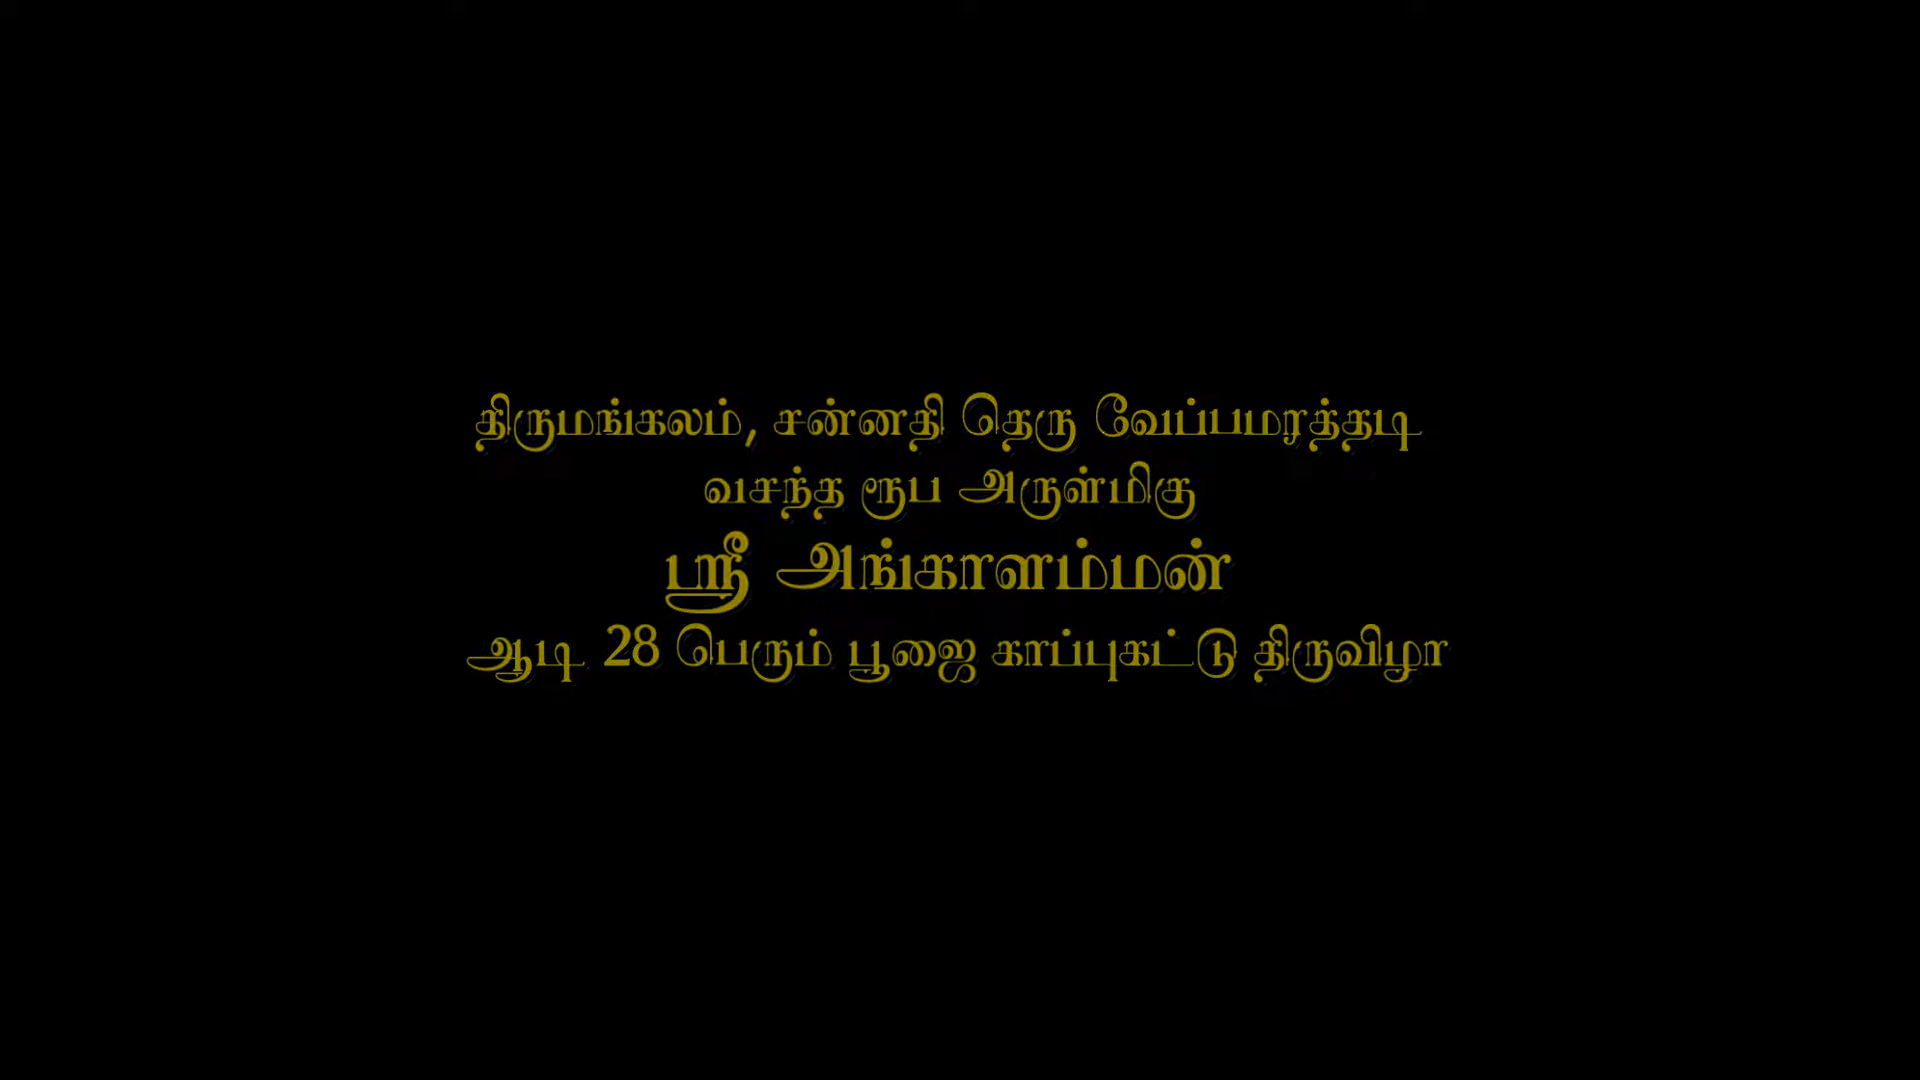 திருமங்கலம், சன்னதி தெரு வேப்பமரத்தடி
வசந்த ரூப அருள்மிகு
ஸ்ரீ அங்காளம்மன்
ஆடி 28 பெரும் பூஜை காப்புகட்டு திருவிழா